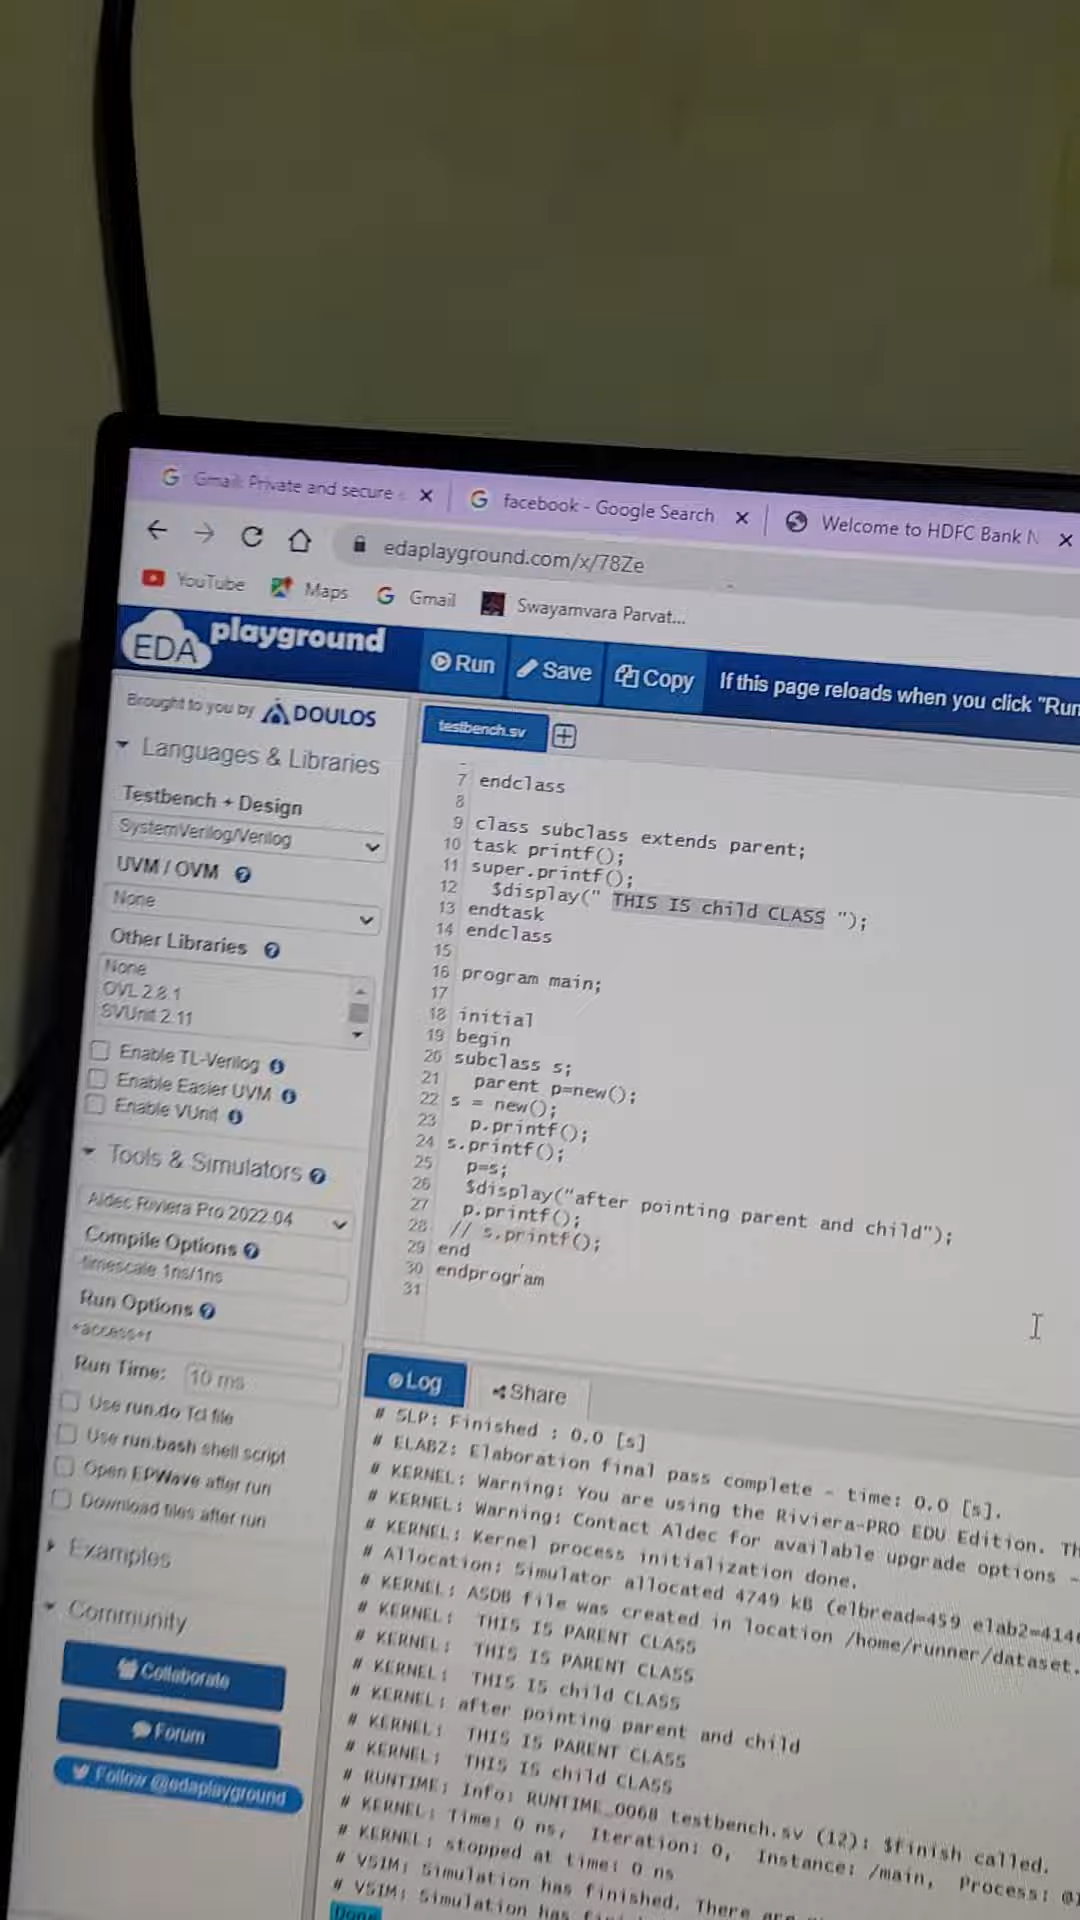 Gmail: Private and secure
facebook - Google Search
Welcome to HDFC Bank N
edaplayground.com/x/78Ze
YouTube
Maps
Gmail
Swayamvara Parvat...
EDA playground
Run
Save
Copy
If this page reloads when you click "Run
Brought to you by DOULOS
Languages & Libraries
Testbench + Design
SystemVerilog/Verilog
UVM / OVM
None
Other Libraries
None
OVL 2.8.1
SVUnit 2.11
Enable TL-Verilog
Enable Easier UVM
Enable VUnit
Tools & Simulators
Aldec Riviera Pro 2022.04
Compile Options
-timescale 1ns/1ns
Run Options
+access+r
Run Time: 10 ms
Use run.do Tcl file
Use run.bash shell script
Open EPWave after run
Download files after run
Examples
Community
Collaborate
Forum
Follow @edaplayground
testbench.sv
7 endclass
8
9 class subclass extends parent;
10 task printf();
11 super.printf();
12 $display(" THIS IS child CLASS ");
13 endtask
14 endclass
15
16 program main;
17
18 initial
19 begin
20 subclass s;
21 parent p=new();
22 s = new();
23 p.printf();
24 s.printf();
25 p=s;
26 $display("after pointing parent and child");
27 p.printf();
28 // s.printf();
29 end
30 endprogram
31
Log
Share
# SLP: Finished : 0.0 [s]
# ELAB2: Elaboration final pass complete - time: 0.0 [s].
# KERNEL: Warning: You are using the Riviera-PRO EDU Edition. Th
# KERNEL: Warning: Contact Aldec for available upgrade options -
# KERNEL: Kernel process initialization done.
# Allocation: Simulator allocated 4749 kB (elbread=459 elab2=4146
# KERNEL: ASDB file was created in location /home/runner/dataset.
# KERNEL: THIS IS PARENT CLASS
# KERNEL: THIS IS PARENT CLASS
# KERNEL: THIS IS child CLASS
# KERNEL: after pointing parent and child
# KERNEL: THIS IS PARENT CLASS
# KERNEL: THIS IS child CLASS
# RUNTIME: Info: RUNTIME_0068 testbench.sv (12): $finish called.
# KERNEL: Time: 0 ns, Iteration: 0, Instance: /main, Process: @
# KERNEL: stopped at time: 0 ns
# VSIM: Simulation has finished. There are
# VSIM: Simulation has
Done